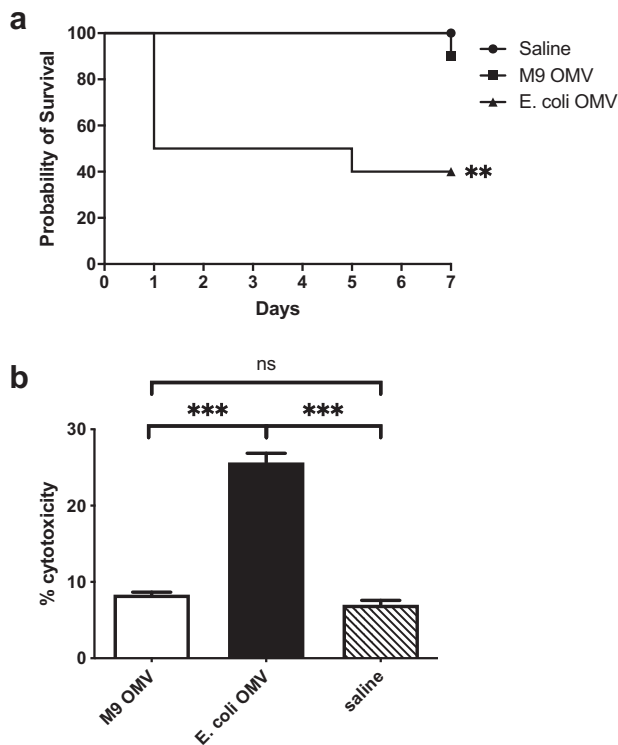 a
Probability of Survival
100
80
60
40
20
0
0 1 2 3 4 5 6 7
Days
Saline
M9 OMV
E. coli OMV
**
b
ns
*** ***
% cytotoxicity
30
20
10
0
M9 OMV
E. coli OMV
saline